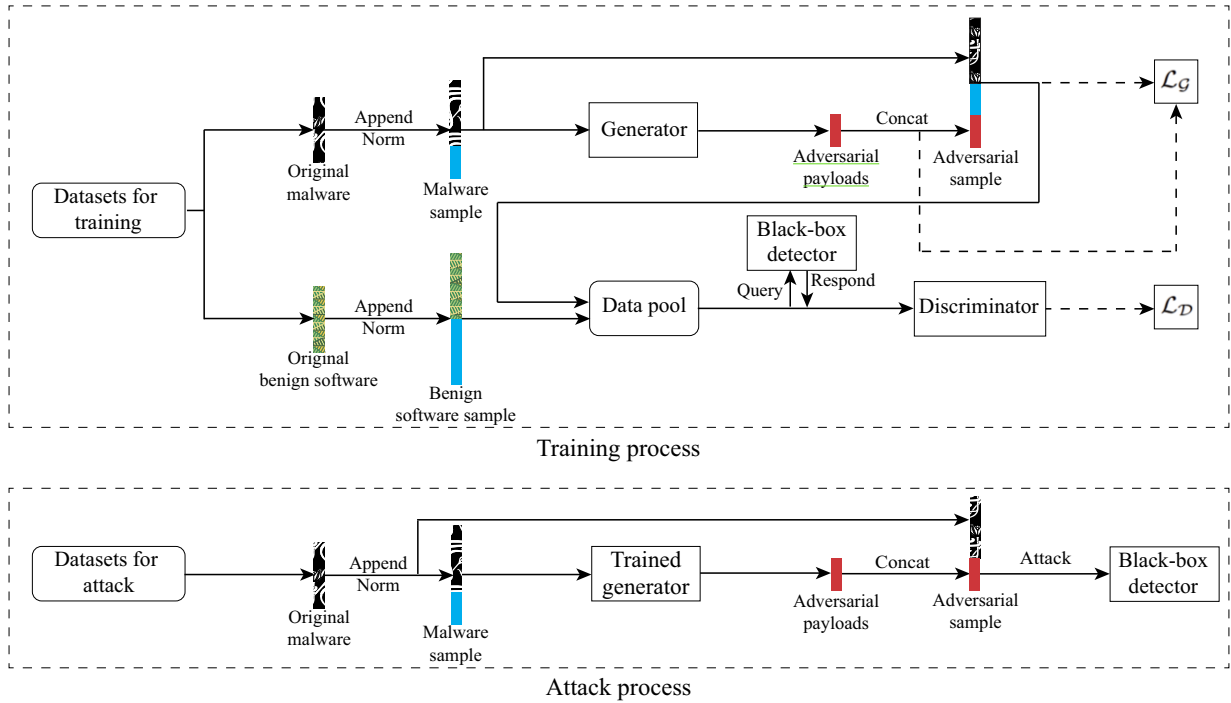 Datasets for
training
Original
malware
Append
Norm
Malware
sample
Generator
Adversarial
payloads
Concat
Adversarial
sample
ℒ𝒢
Original
benign software
Append
Norm
Benign
software sample
Data pool
Black-box
detector
Query
Respond
Discriminator
ℒ𝒟
Training process
Datasets for
attack
Original
malware
Append
Norm
Malware
sample
Trained
generator
Adversarial
payloads
Concat
Adversarial
sample
Attack
Black-box
detector
Attack process